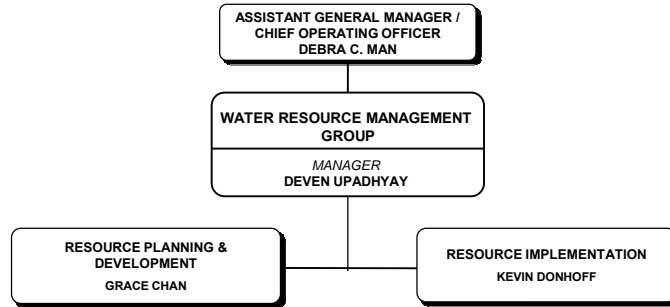 ASSISTANT GENERAL MANAGER /
CHIEF OPERATING OFFICER
DEBRA C. MAN
WATER RESOURCE MANAGEMENT
GROUP
MANAGER
DEVEN UPADHYAY
RESOURCE PLANNING &
DEVELOPMENT
GRACE CHAN
RESOURCE IMPLEMENTATION
KEVIN DONHOFF